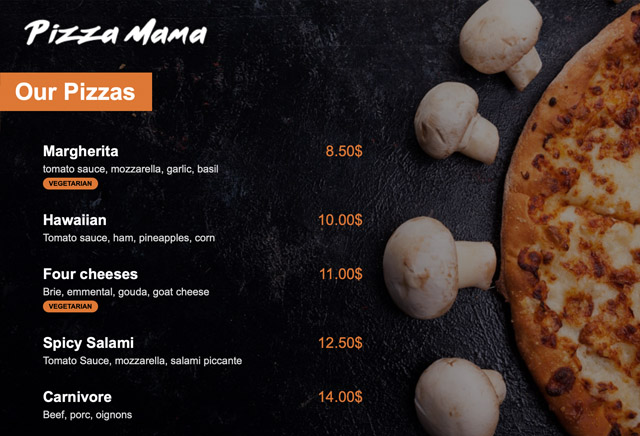 Pizza Mama
Our Pizzas
Margherita 8.50$
tomato sauce, mozzarella, garlic, basil
VEGETARIAN
Hawaiian 10.00$
Tomato sauce, ham, pineapples, corn
Four cheeses 11.00$
Brie, emmental, gouda, goat cheese
VEGETARIAN
Spicy Salami 12.50$
Tomato Sauce, mozzarella, salami piccante
Carnivore 14.00$
Beef, porc, oignons